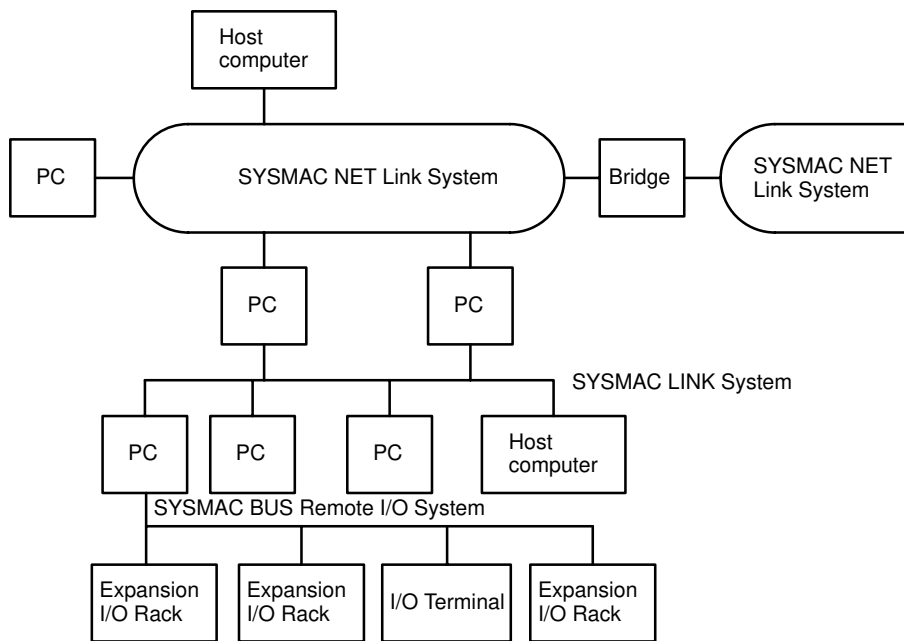 Host
computer
PC
SYSMAC NET Link System
Bridge
SYSMAC NET
Link System
PC
PC
SYSMAC LINK System
PC
PC
PC
Host
computer
SYSMAC BUS Remote I/O System
Expansion
I/O Rack
Expansion
I/O Rack
I/O Terminal
Expansion
I/O Rack